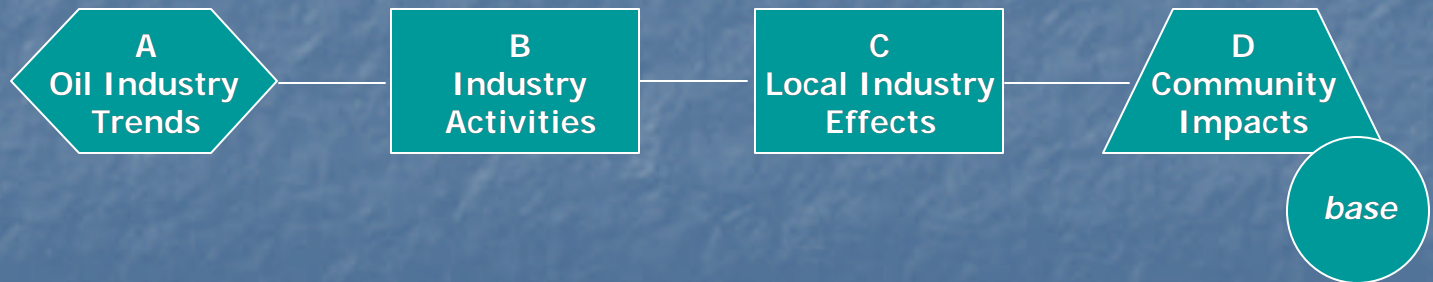 A
Oil Industry
Trends
B
Industry
Activities
C
Local Industry
Effects
D
Community
Impacts
base